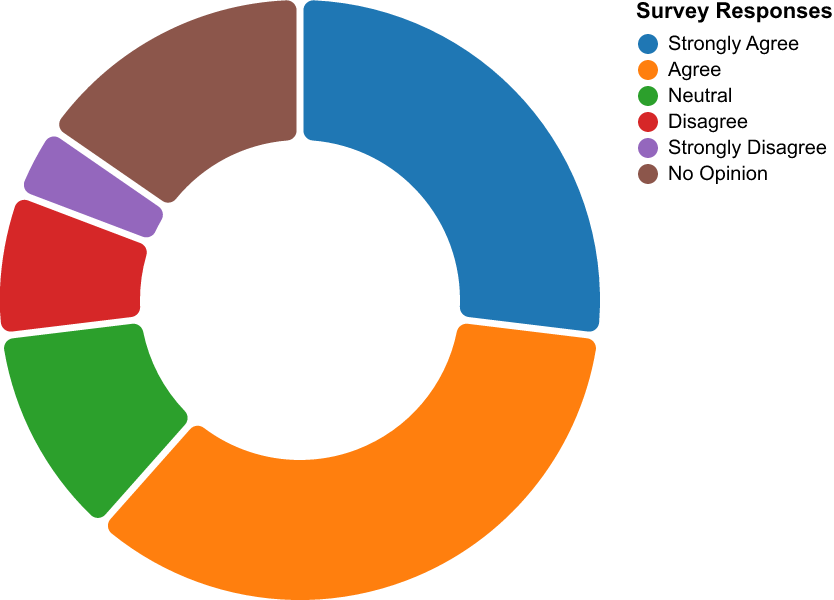 Survey Responses
Strongly Agree
Agree
Neutral
Disagree
Strongly Disagree
No Opinion